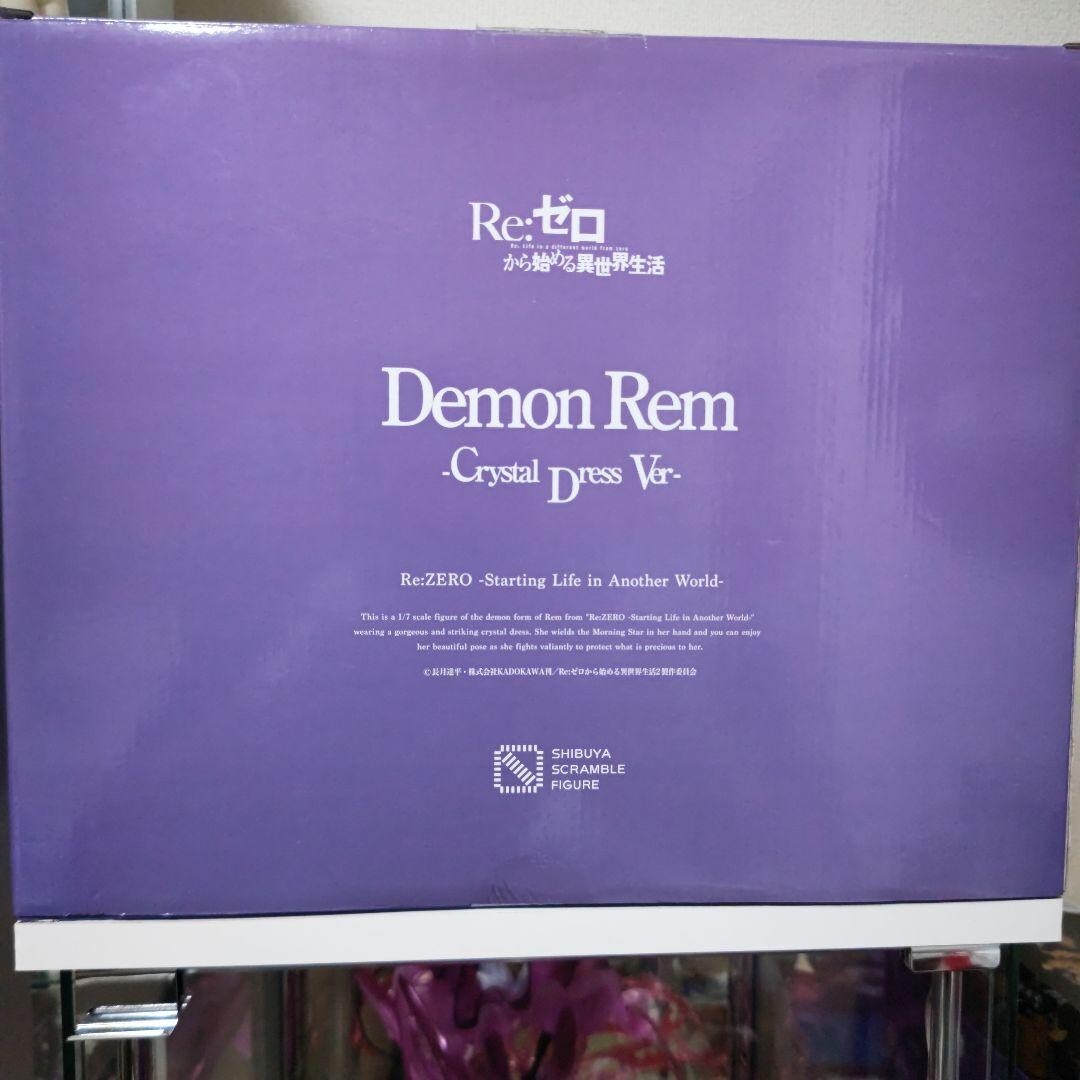 Re:ゼロ
Re: Life in a different world from zero
から始める異世界生活
Demon Rem
-Crystal Dress Ver-
Re:ZERO -Starting Life in Another World-
This is a 1/7 scale figure of the demon form of Rem from "Re:ZERO -Starting Life in Another World-"
wearing a gorgeous and striking crystal dress. She wields the Morning Star in her hand and you can enjoy
her beautiful pose as she fights valiantly to protect what is precious to her.
©長月達平・株式会社KADOKAWA刊/Re:ゼロから始める異世界生活2製作委員会
SHIBUYA
SCRAMBLE
FIGURE